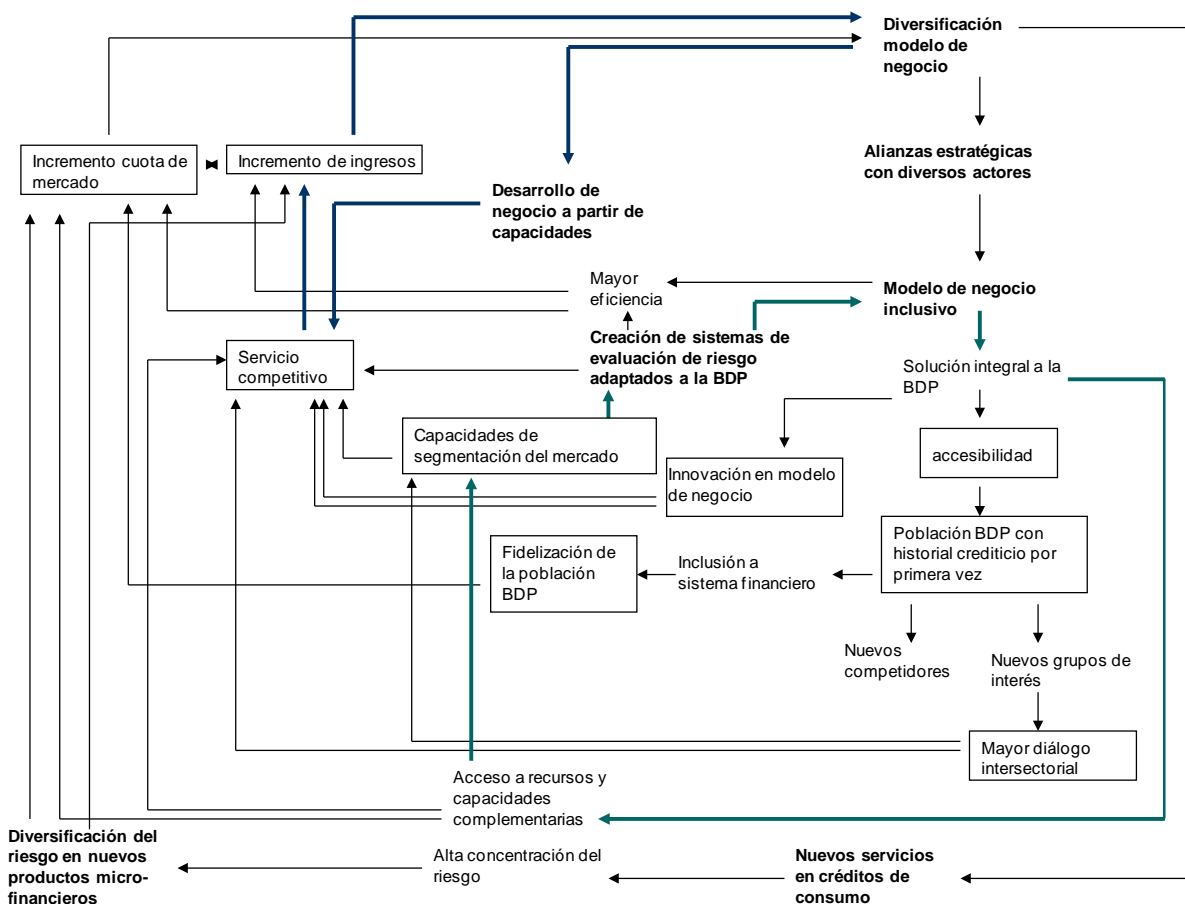 Diversificación
modelo de
negocio
Alianzas estratégicas
con diversos actores
Incremento cuota de
mercado
Incremento de ingresos
Desarrollo de
negocio a partir de
capacidades
Mayor
eficiencia
Modelo de negocio
inclusivo
Creación de sistemas de
evaluación de riesgo
adaptados a la BDP
Servicio
competitivo
Solución integral a la
BDP
Capacidades de
segmentación del mercado
accesibilidad
Innovación en modelo
de negocio
Población BDP con
historial crediticio por
primera vez
Fidelización de
la población
BDP
Inclusión a
sistema financiero
Nuevos
competidores
Nuevos grupos de
interés
Mayor diálogo
intersectorial
Acceso a recursos y
capacidades
complementarias
Diversificación del
riesgo en nuevos
productos micro-
financieros
Alta concentración del
riesgo
Nuevos servicios
en créditos de
consumo